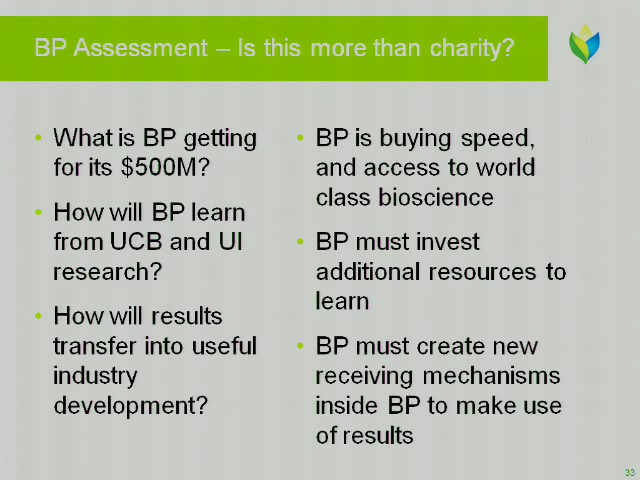 BP Assessment – Is this more than charity?
• What is BP getting
for its $500M?
• How will BP learn
from UCB and UI
research?
• How will results
transfer into useful
industry
development?
• BP is buying speed,
and access to world
class bioscience
• BP must invest
additional resources to
learn
• BP must create new
receiving mechanisms
inside BP to make use
of results
33